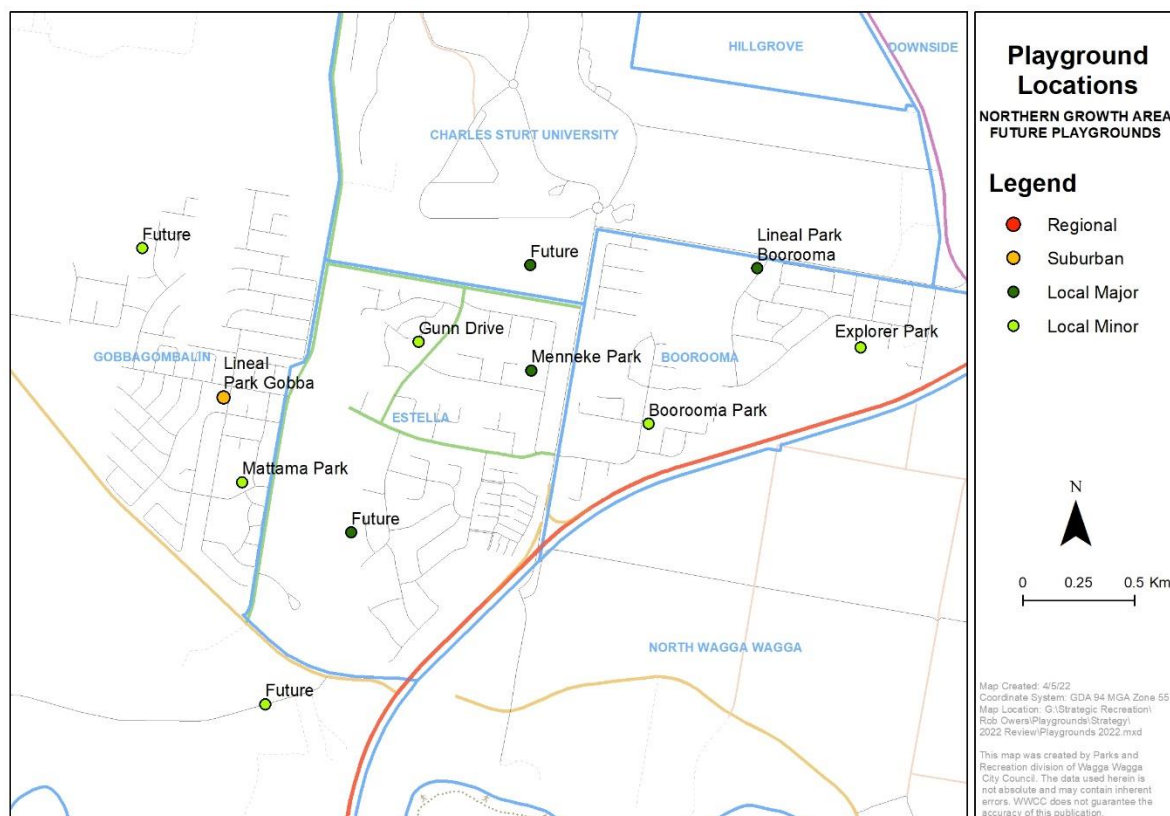 HILLGROVE
DOWNSIDE
CHARLES STURT UNIVERSITY
Future
Future
Lineal Park
Boorooma
Gunn Drive
Explorer Park
GOBBAGOMBALIN
Lineal
Park Gobba
Menneke Park
BOOROOMA
ESTELLA
Boorooma Park
Mattama Park
Future
NORTH WAGGA WAGGA
Future
Playground
Locations
NORTHERN GROWTH AREA
FUTURE PLAYGROUNDS
Legend
Regional
Suburban
Local Major
Local Minor
N
0 0.25 0.5 Km
Map Created: 4/5/22
Coordinate System: GDA 94 MGA Zone 55
Map Location: G:\Strategic Recreation\
Rob Owers\Playgrounds\Strategy\
2022 Review\Playgrounds 2022.mxd
This map was created by Parks and
Recreation division of Wagga Wagga
City Council. The data used herein is
not absolute and may contain inherent
errors. WWCC does not guarantee the
accuracy of this publication.